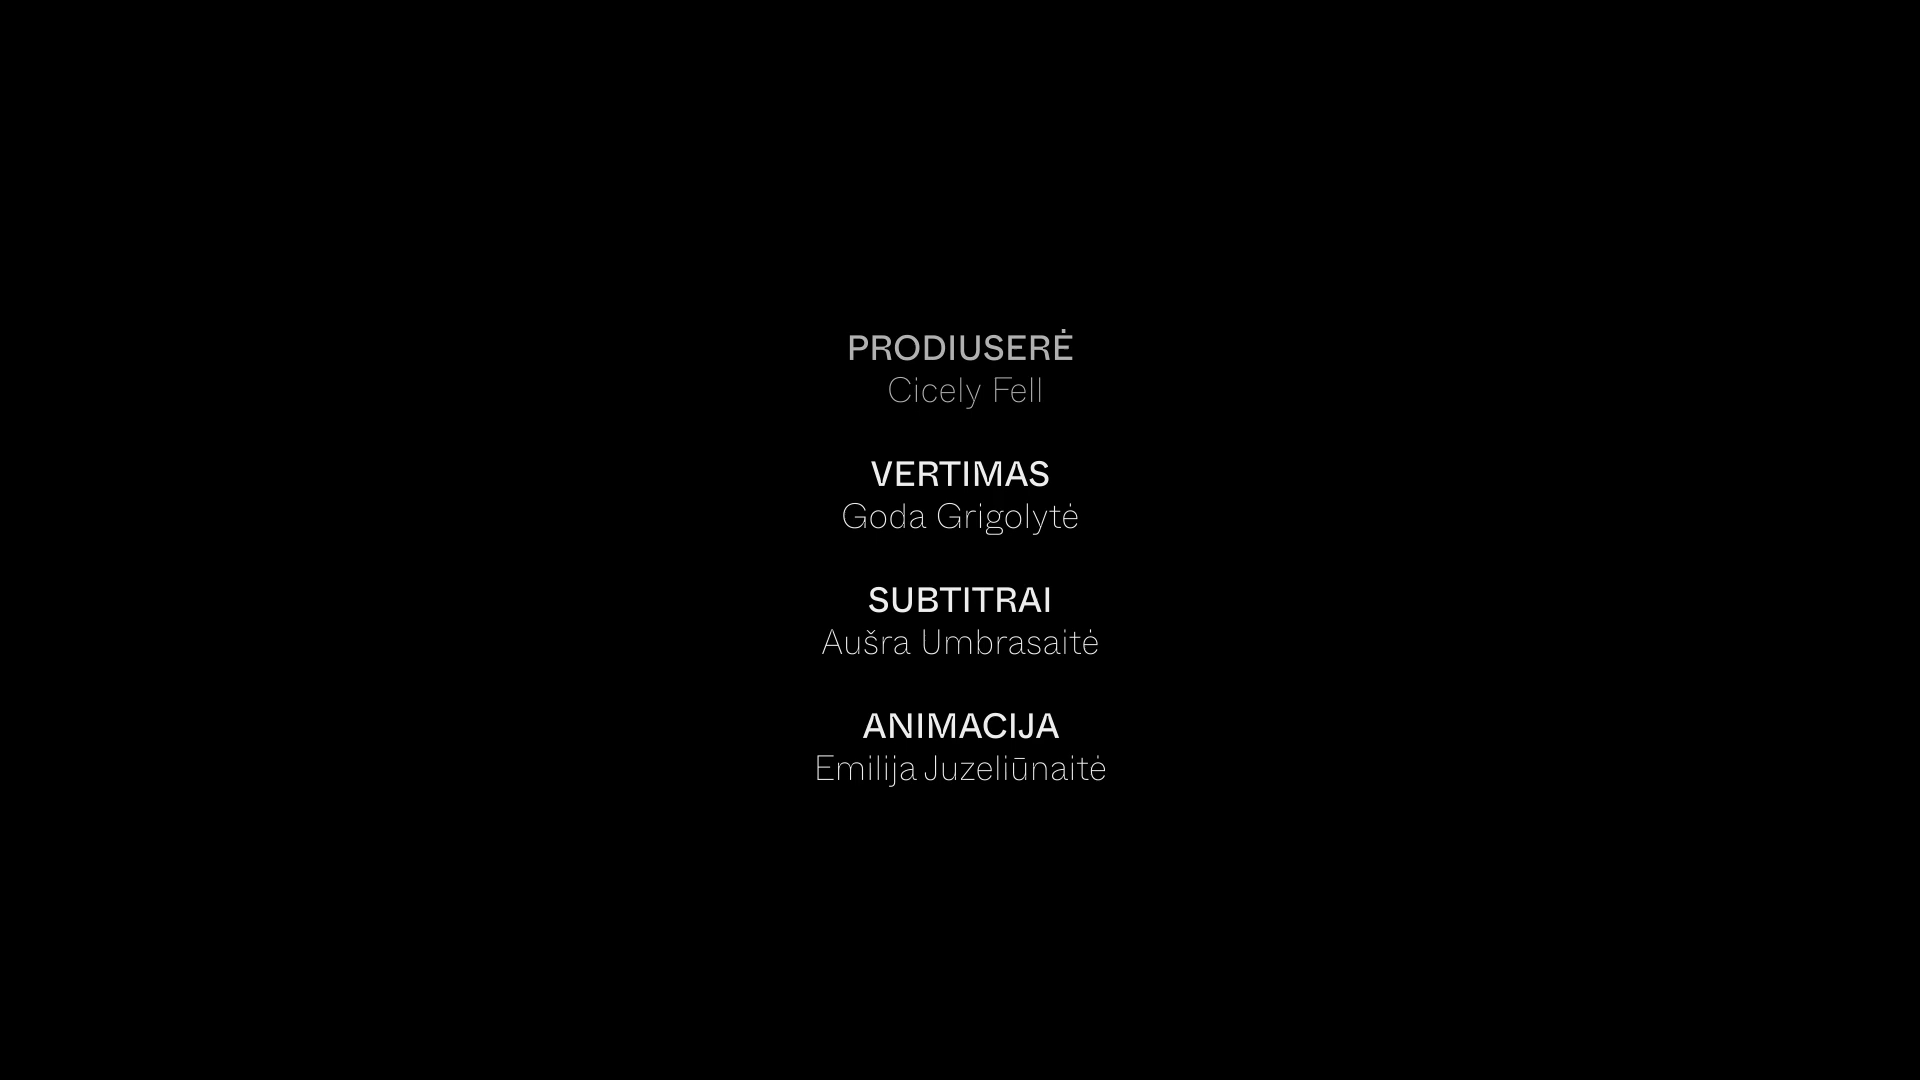 PRODIUSERĖ
Cicely Fell
VERTIMAS
Goda Grigolytė
SUBTITRAI
Aušra Umbrasaitė
ANIMACIJA
Emilija Juzeliūnaitė